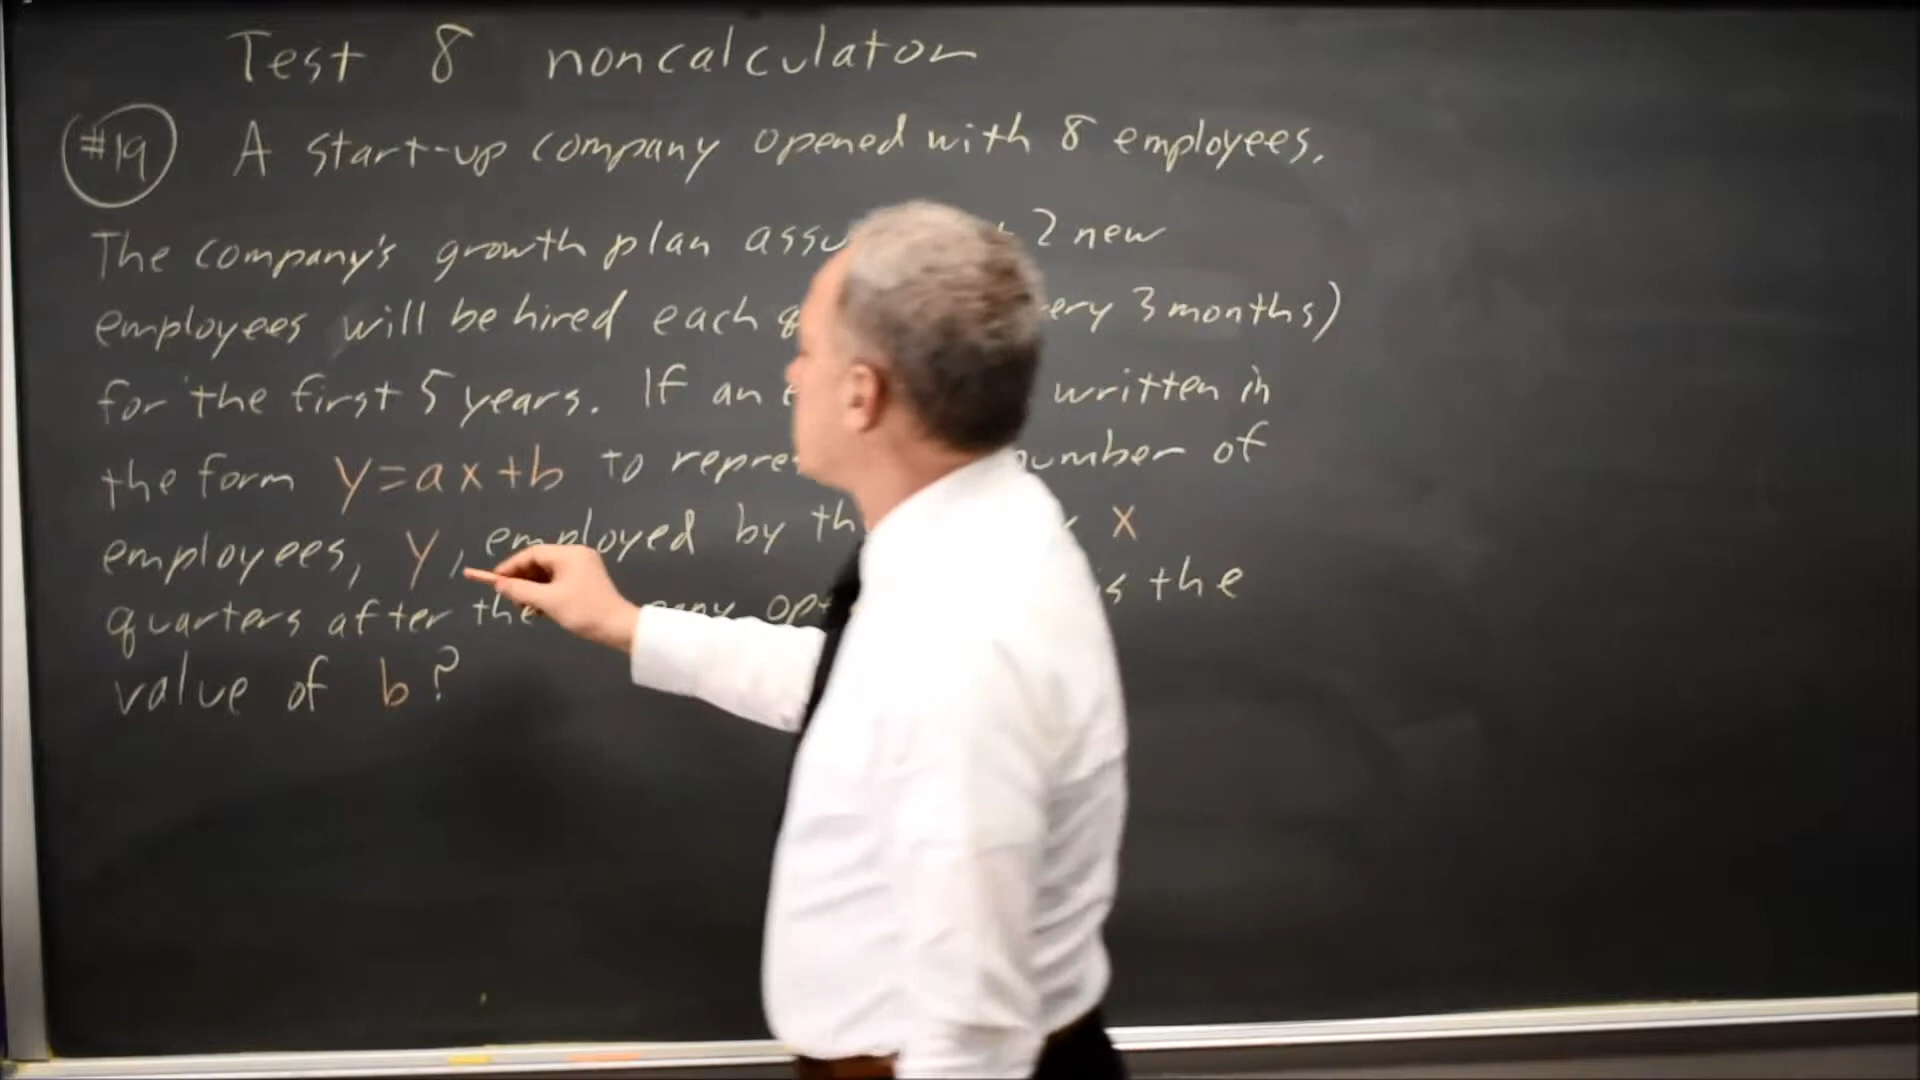 Test 8 noncalculator
#19 A start-up company opened with 8 employees.
The company's growth plan 2 new
employees will be hired each 3 months)
for the first 5 years. If an written in
the form y=ax+b to number of
employees, y, employed by x
quarters after the is the
value of b?